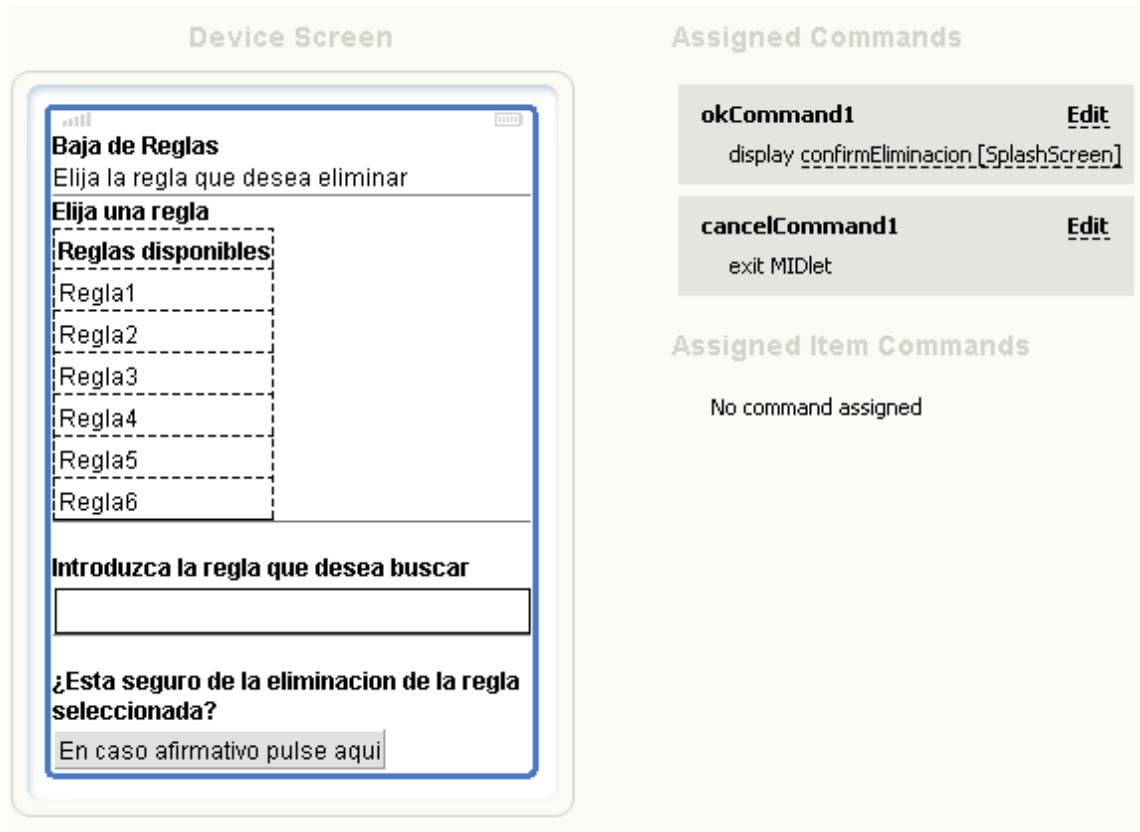 Device Screen
Baja de Reglas
Elija la regla que desea eliminar
Elija una regla
Reglas disponibles
Regla1
Regla2
Regla3
Regla4
Regla5
Regla6
Introduzca la regla que desea buscar
¿Esta seguro de la eliminacion de la regla
seleccionada?
En caso afirmativo pulse aqui
Assigned Commands
okCommand1 Edit
display confirmEliminacion [SplashScreen]
cancelCommand1 Edit
exit MIDlet
Assigned Item Commands
No command assigned